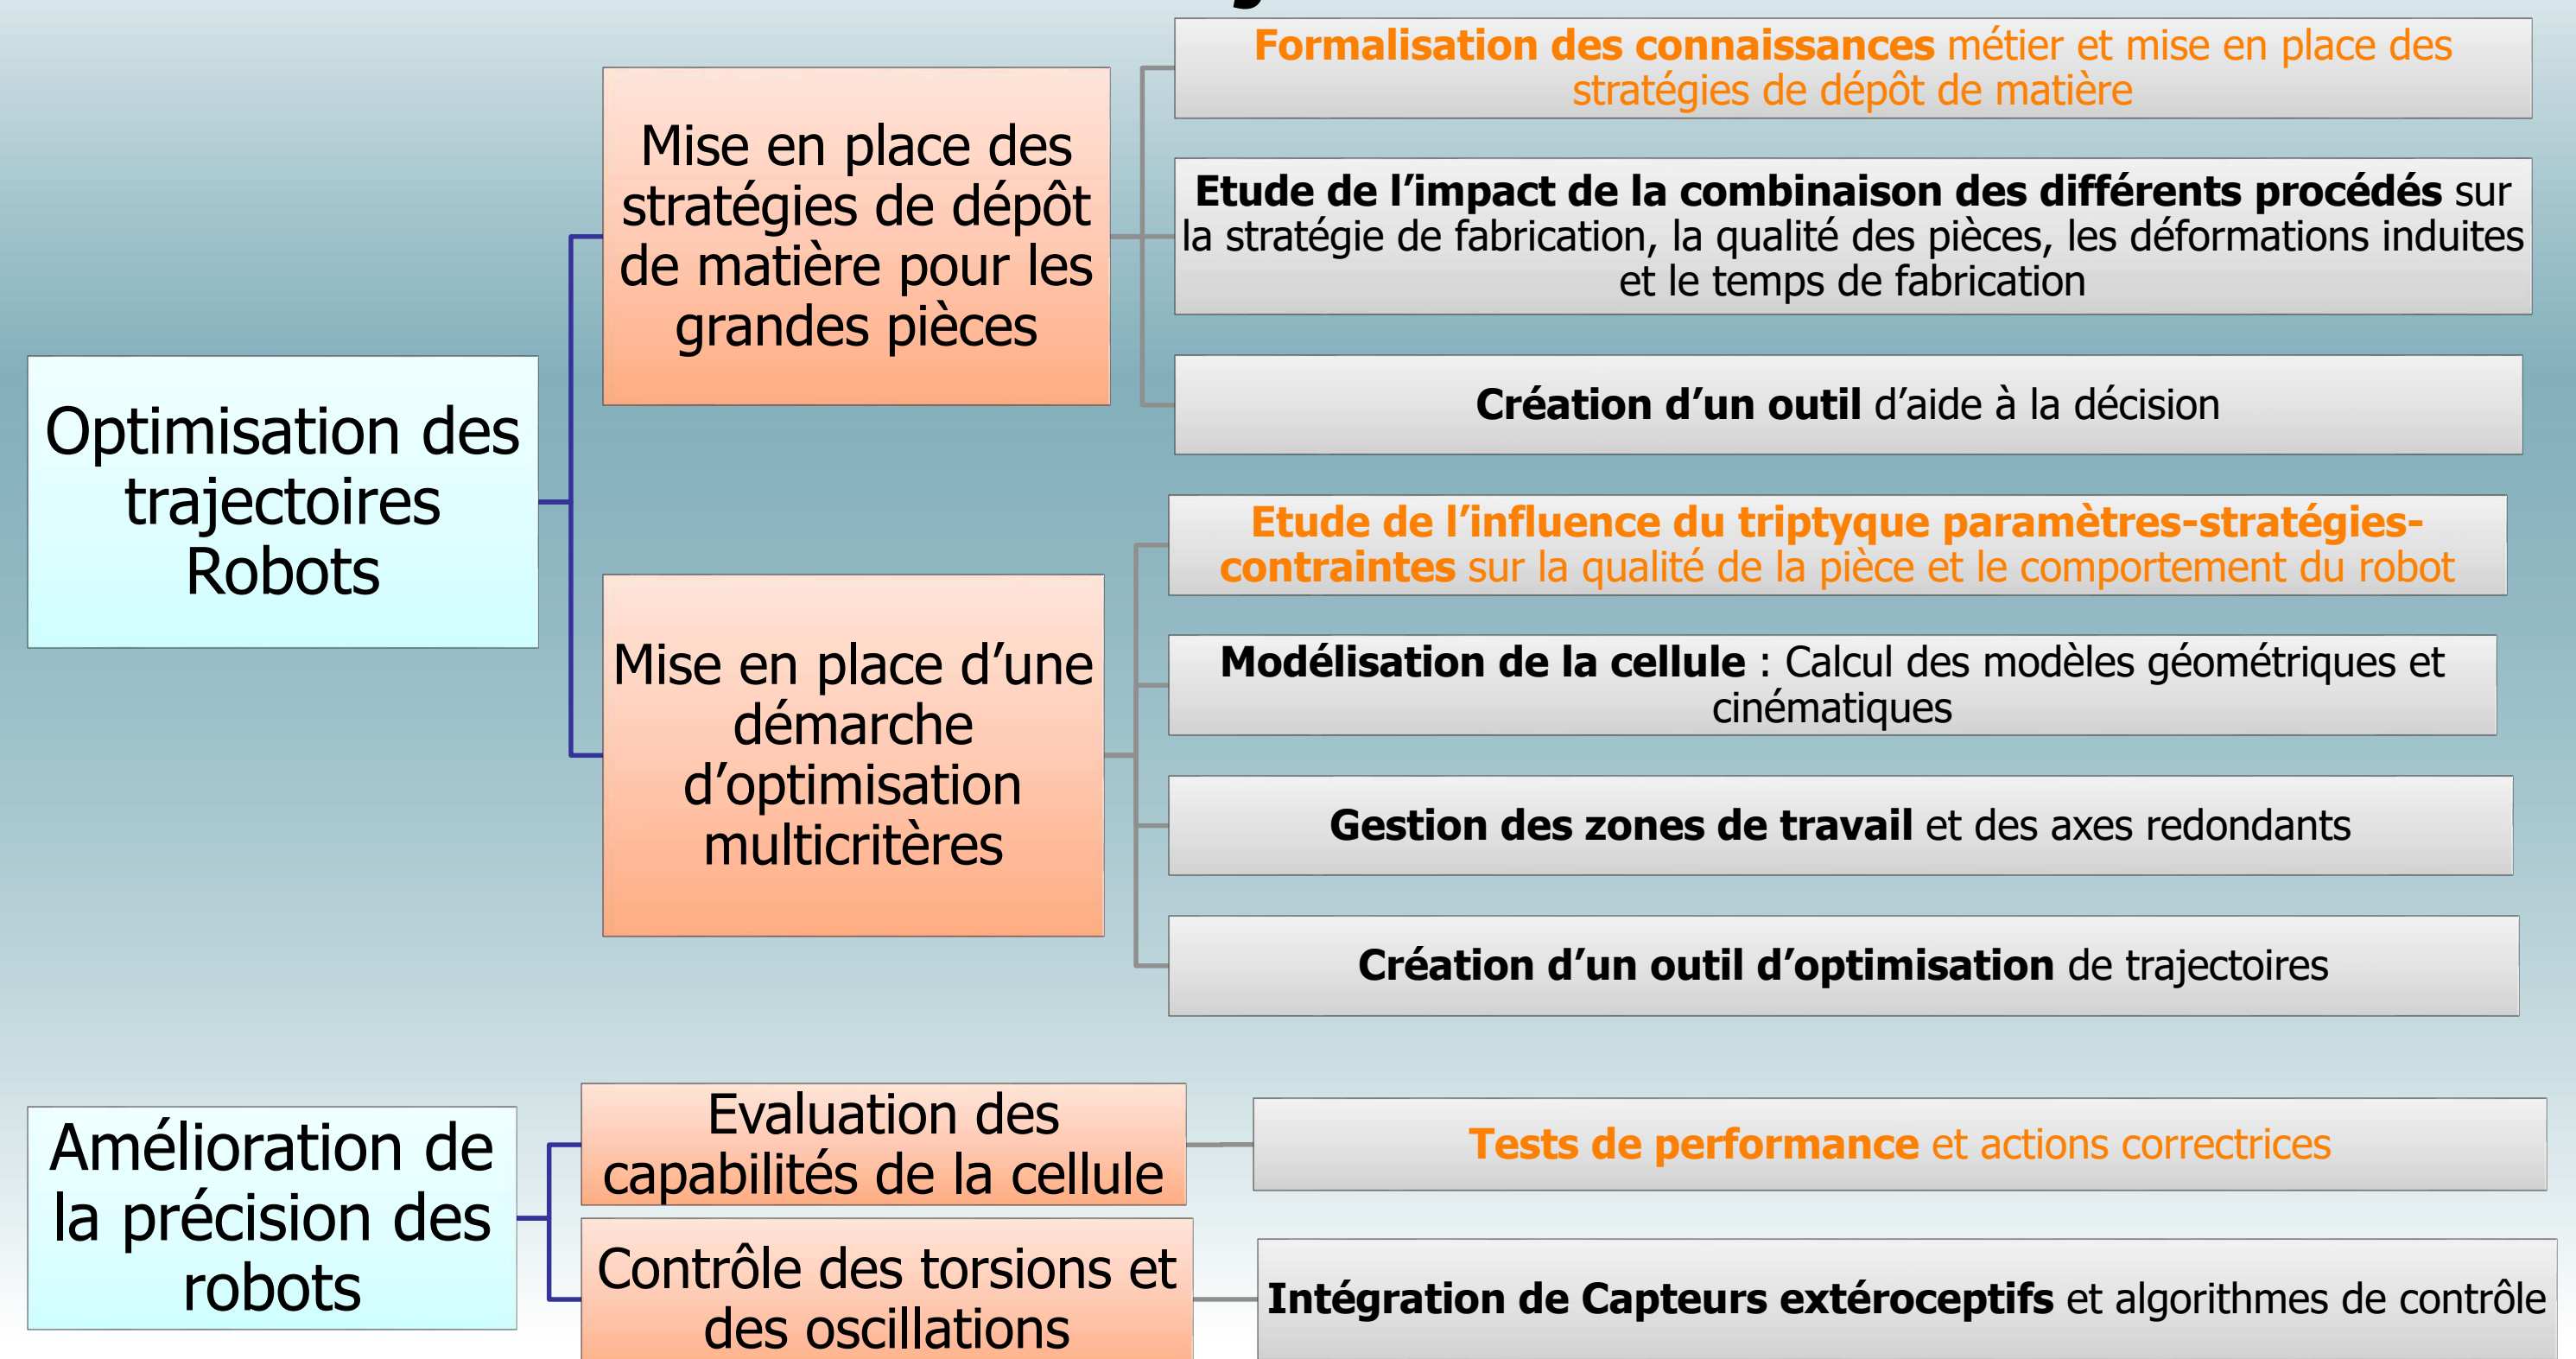 Formalisation des connaissances métier et mise en place des
stratégies de dépôt de matière
Mise en place des
stratégies de dépôt
de matière pour les
grandes pièces
Etude de l’impact de la combinaison des différents procédés sur
la stratégie de fabrication, la qualité des pièces, les déformations induites
et le temps de fabrication
Création d’un outil d’aide à la décision
Optimisation des
trajectoires
Robots
Etude de l’influence du triptyque paramètres-stratégies-
contraintes sur la qualité de la pièce et le comportement du robot
Mise en place d’une
démarche
d’optimisation
multicritères
Modélisation de la cellule : Calcul des modèles géométriques et
cinématiques
Gestion des zones de travail et des axes redondants
Création d’un outil d’optimisation de trajectoires
Amélioration de
la précision des
robots
Evaluation des
capabilités de la cellule
Tests de performance et actions correctrices
Contrôle des torsions et
des oscillations
Intégration de Capteurs extéroceptifs et algorithmes de contrôle